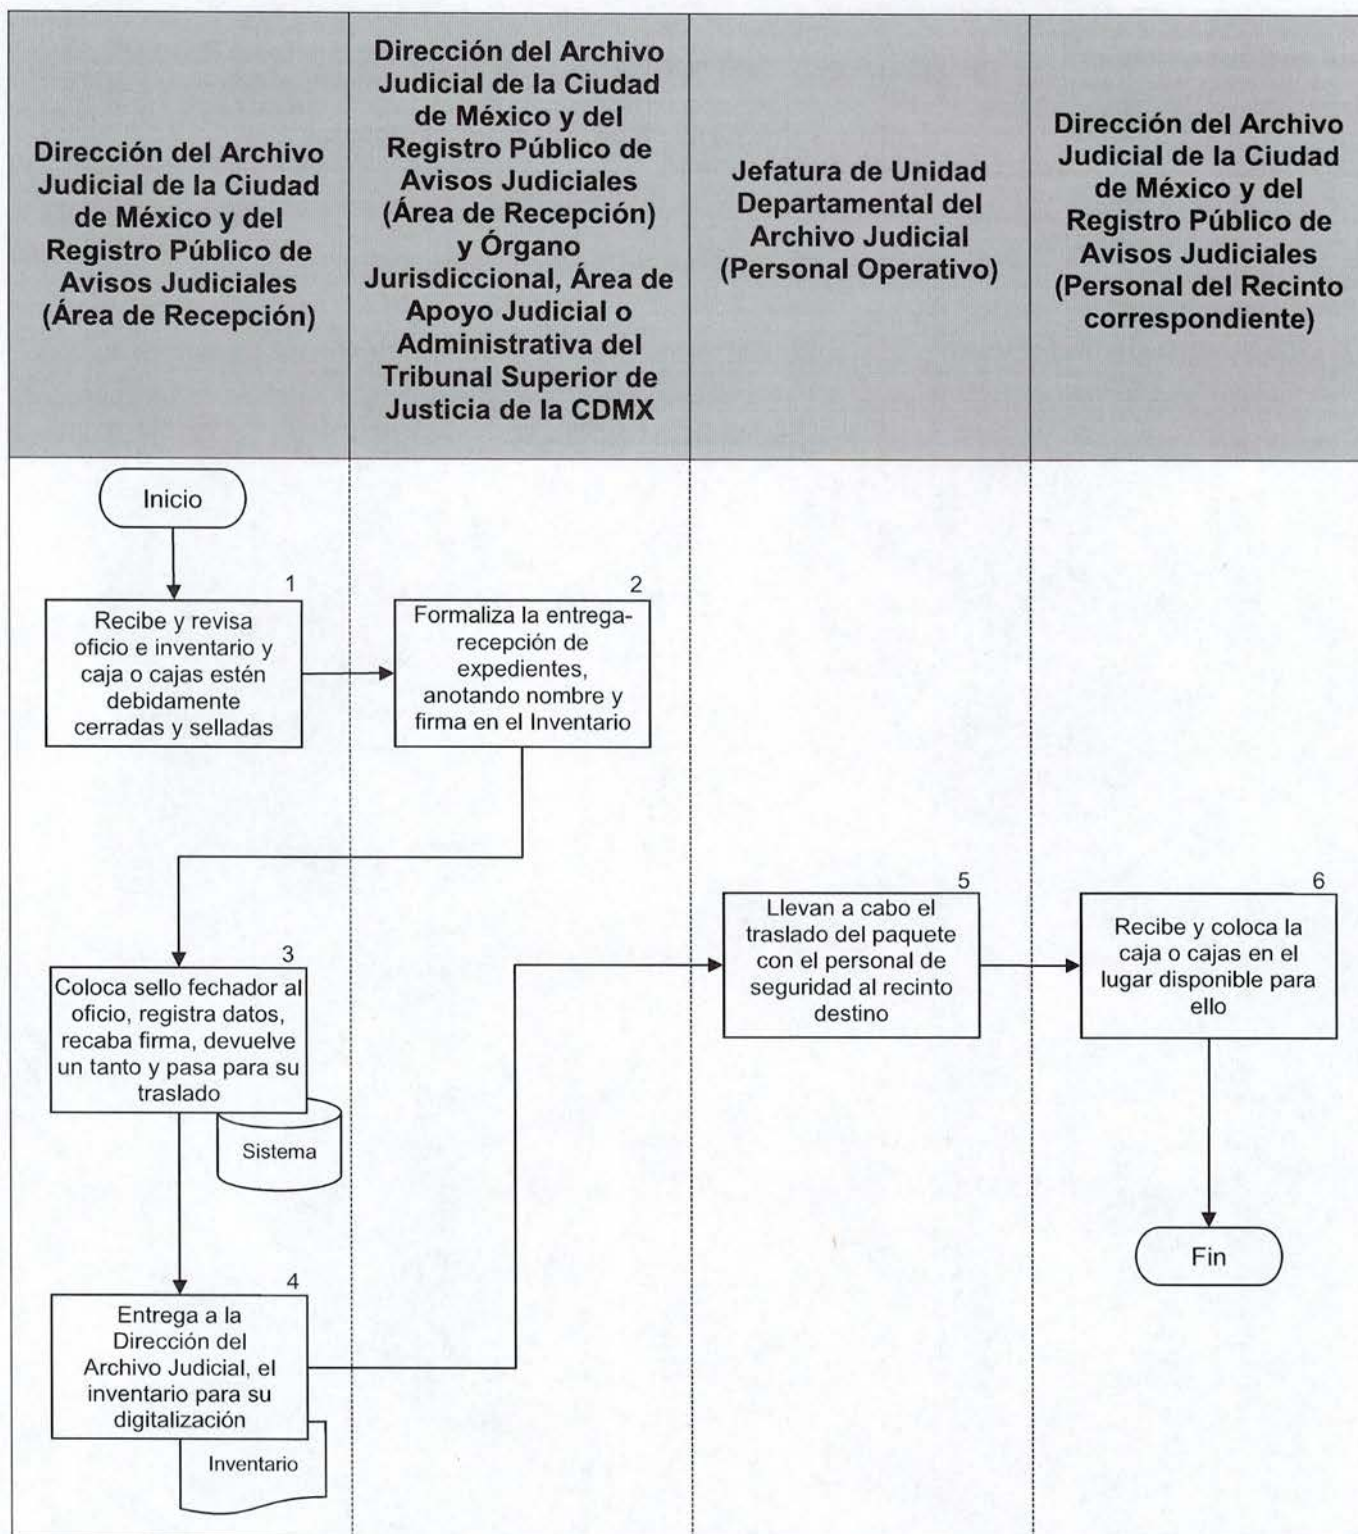 Dirección del Archivo
Judicial de la Ciudad
de México y del
Registro Público de
Avisos Judiciales
(Área de Recepción)
Dirección del Archivo
Judicial de la Ciudad
de México y del
Registro Público de
Avisos Judiciales
(Área de Recepción)
y Órgano
Jurisdiccional, Área de
Apoyo Judicial o
Administrativa del
Tribunal Superior de
Justicia de la CDMX
Jefatura de Unidad
Departamental del
Archivo Judicial
(Personal Operativo)
Dirección del Archivo
Judicial de la Ciudad
de México y del
Registro Público de
Avisos Judiciales
(Personal del Recinto
correspondiente)
Inicio
1
Recibe y revisa
oficio e inventario y
caja o cajas estén
debidamente
cerradas y selladas
2
Formaliza la entrega-
recepción de
expedientes,
anotando nombre y
firma en el Inventario
3
Coloca sello fechador al
oficio, registra datos,
recaba firma, devuelve
un tanto y pasa para su
traslado
Sistema
4
Entrega a la
Dirección del
Archivo Judicial, el
inventario para su
digitalización
Inventario
5
Llevan a cabo el
traslado del paquete
con el personal de
seguridad al recinto
destino
6
Recibe y coloca la
caja o cajas en el
lugar disponible para
ello
Fin